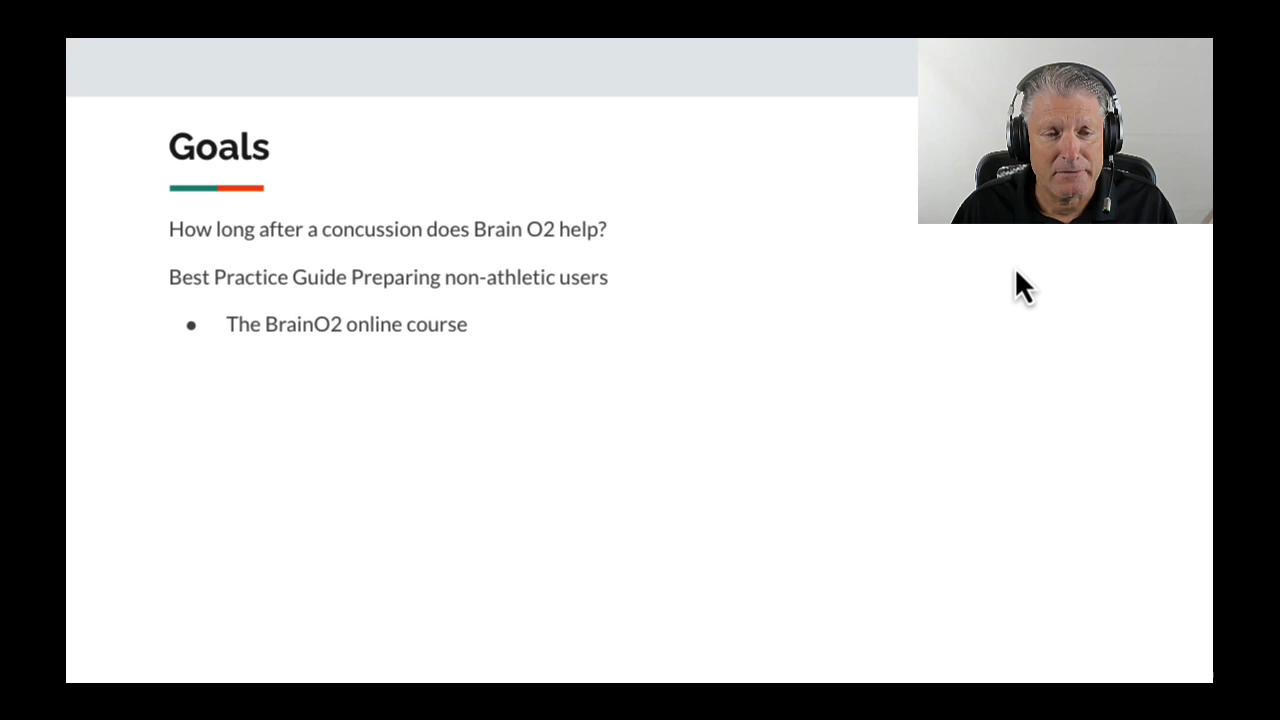 Goals
How long after a concussion does Brain O2 help?
Best Practice Guide Preparing non-athletic users
● The BrainO2 online course